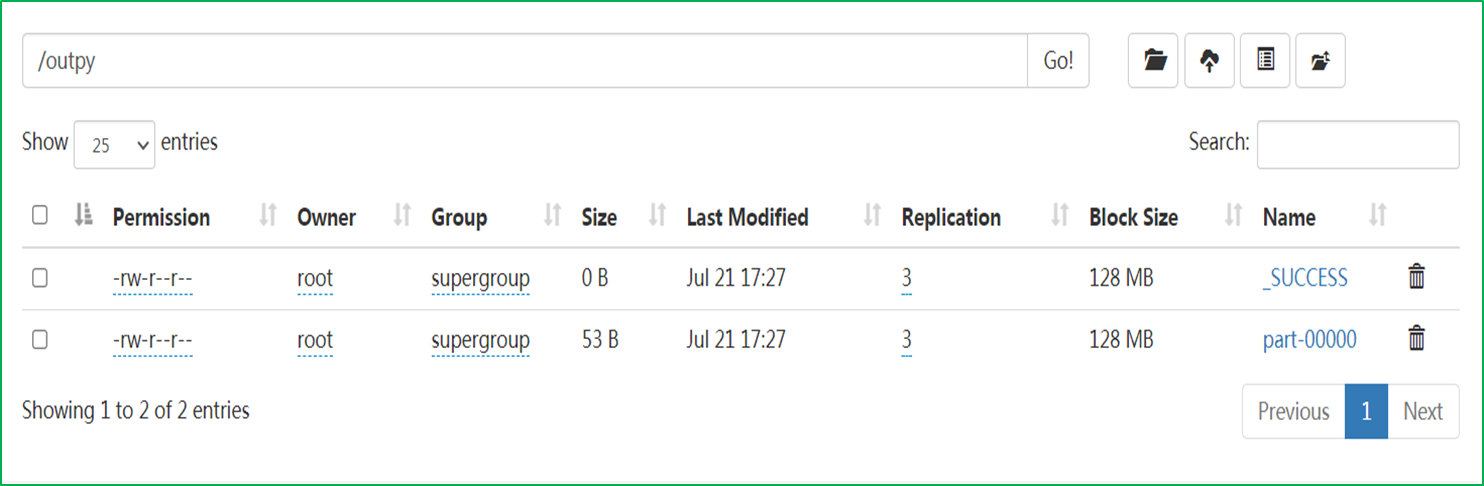 /outpy Go!
Show 25 entries Search:
Permission Owner Group Size Last Modified Replication Block Size Name
-rw-r--r-- root supergroup 0 B Jul 21 17:27 3 128 MB _SUCCESS
-rw-r--r-- root supergroup 53 B Jul 21 17:27 3 128 MB part-00000
Showing 1 to 2 of 2 entries Previous 1 Next